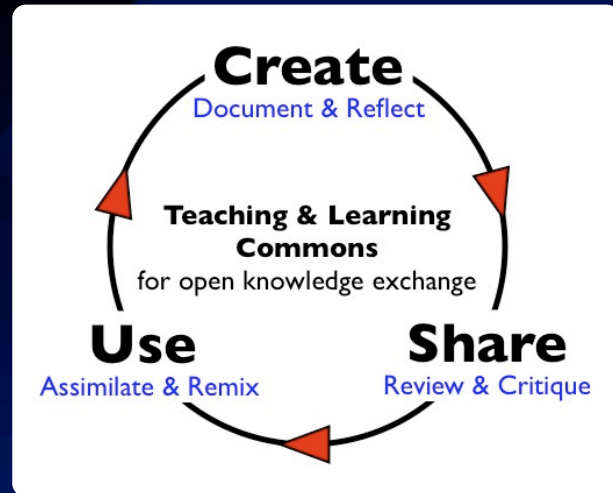 Create
Document & Reflect
Teaching & Learning
Commons
for open knowledge exchange
Use
Assimilate & Remix
Share
Review & Critique